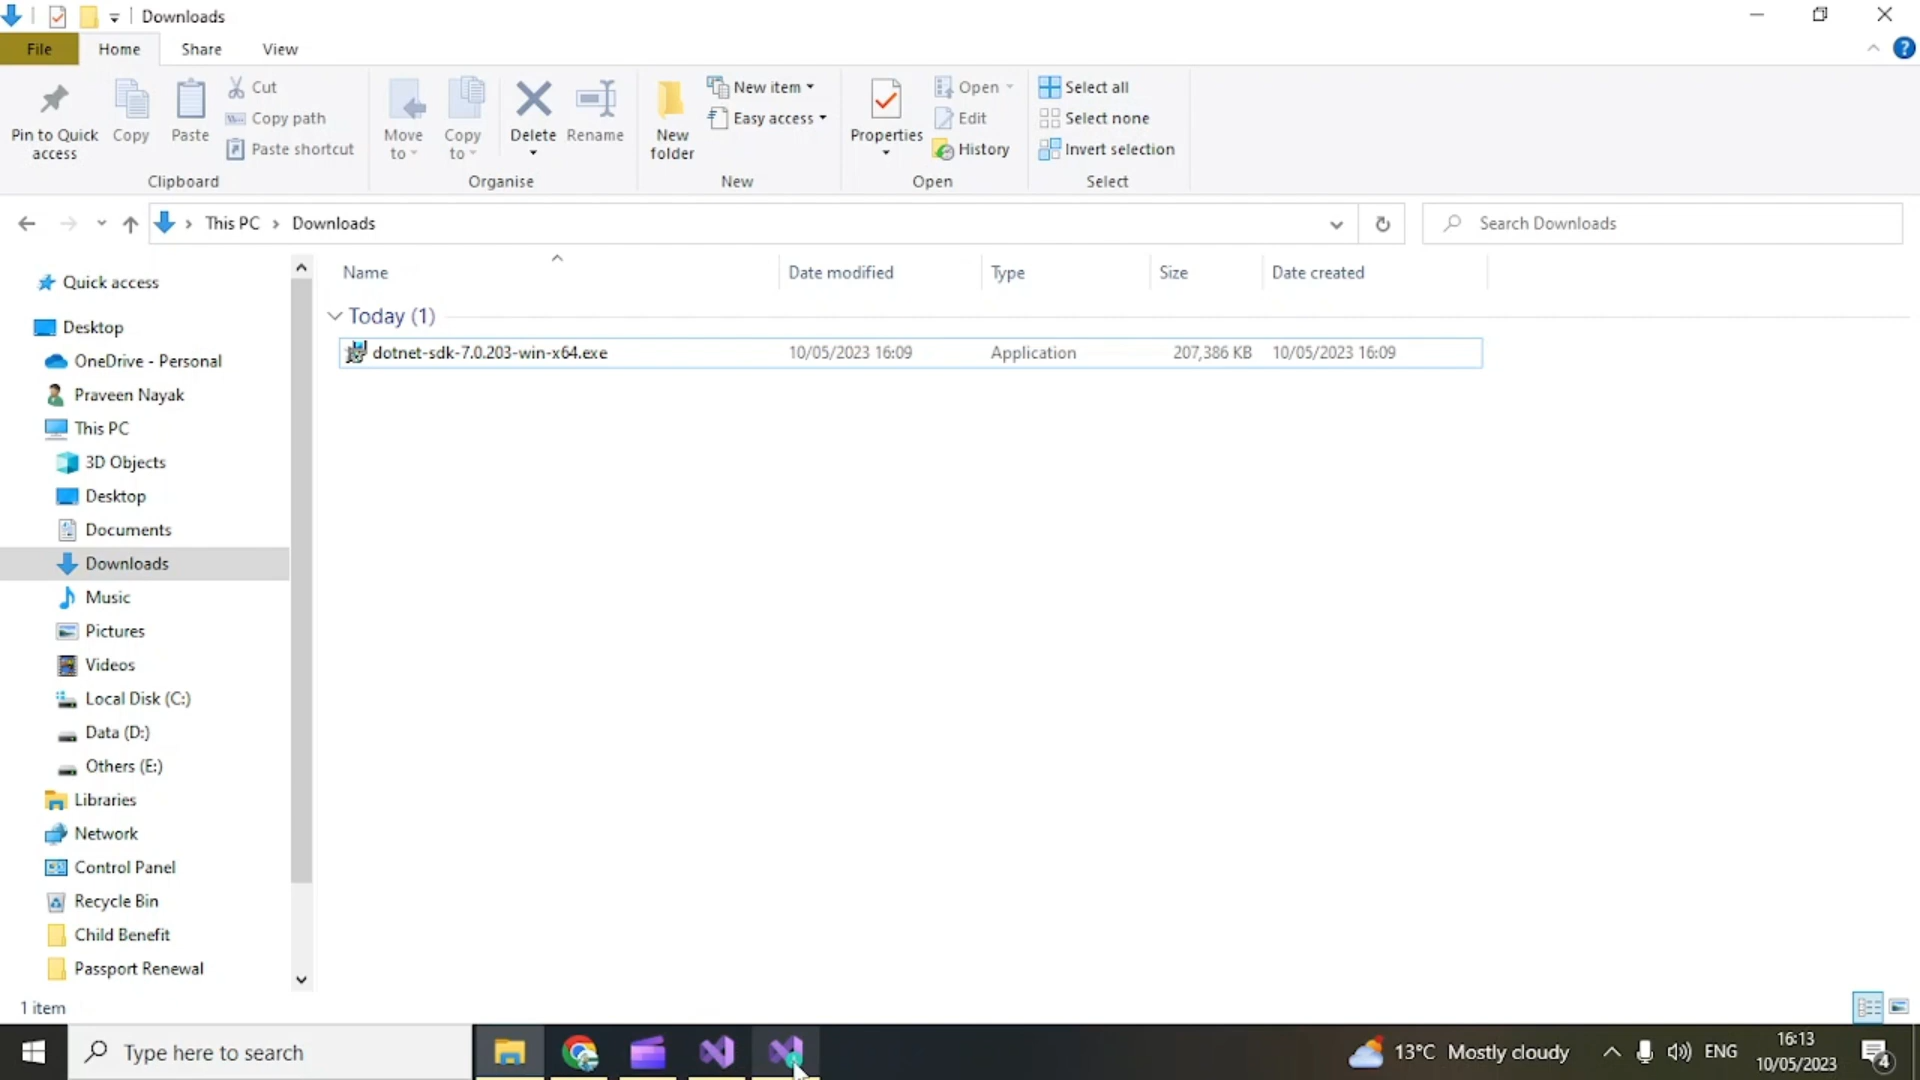 Downloads
File Home Share View
Pin to Quick access
Copy
Paste
Cut
Copy path
Paste shortcut
Clipboard
Move to
Copy to
Delete
Rename
Organise
New folder
New item
Easy access
New
Properties
Open
Edit
History
Open
Select all
Select none
Invert selection
Select
This PC > Downloads
Search Downloads
Name Date modified Type Size Date created
Today (1)
dotnet-sdk-7.0.203-win-x64.exe 10/05/2023 16:09 Application 207,386 KB 10/05/2023 16:09
Quick access
Desktop
OneDrive - Personal
Praveen Nayak
This PC
3D Objects
Desktop
Documents
Downloads
Music
Pictures
Videos
Local Disk (C:)
Data (D:)
Others (E:)
Libraries
Network
Control Panel
Recycle Bin
Child Benefit
Passport Renewal
1 item
Type here to search
13°C Mostly cloudy
ENG
16:13
10/05/2023
4